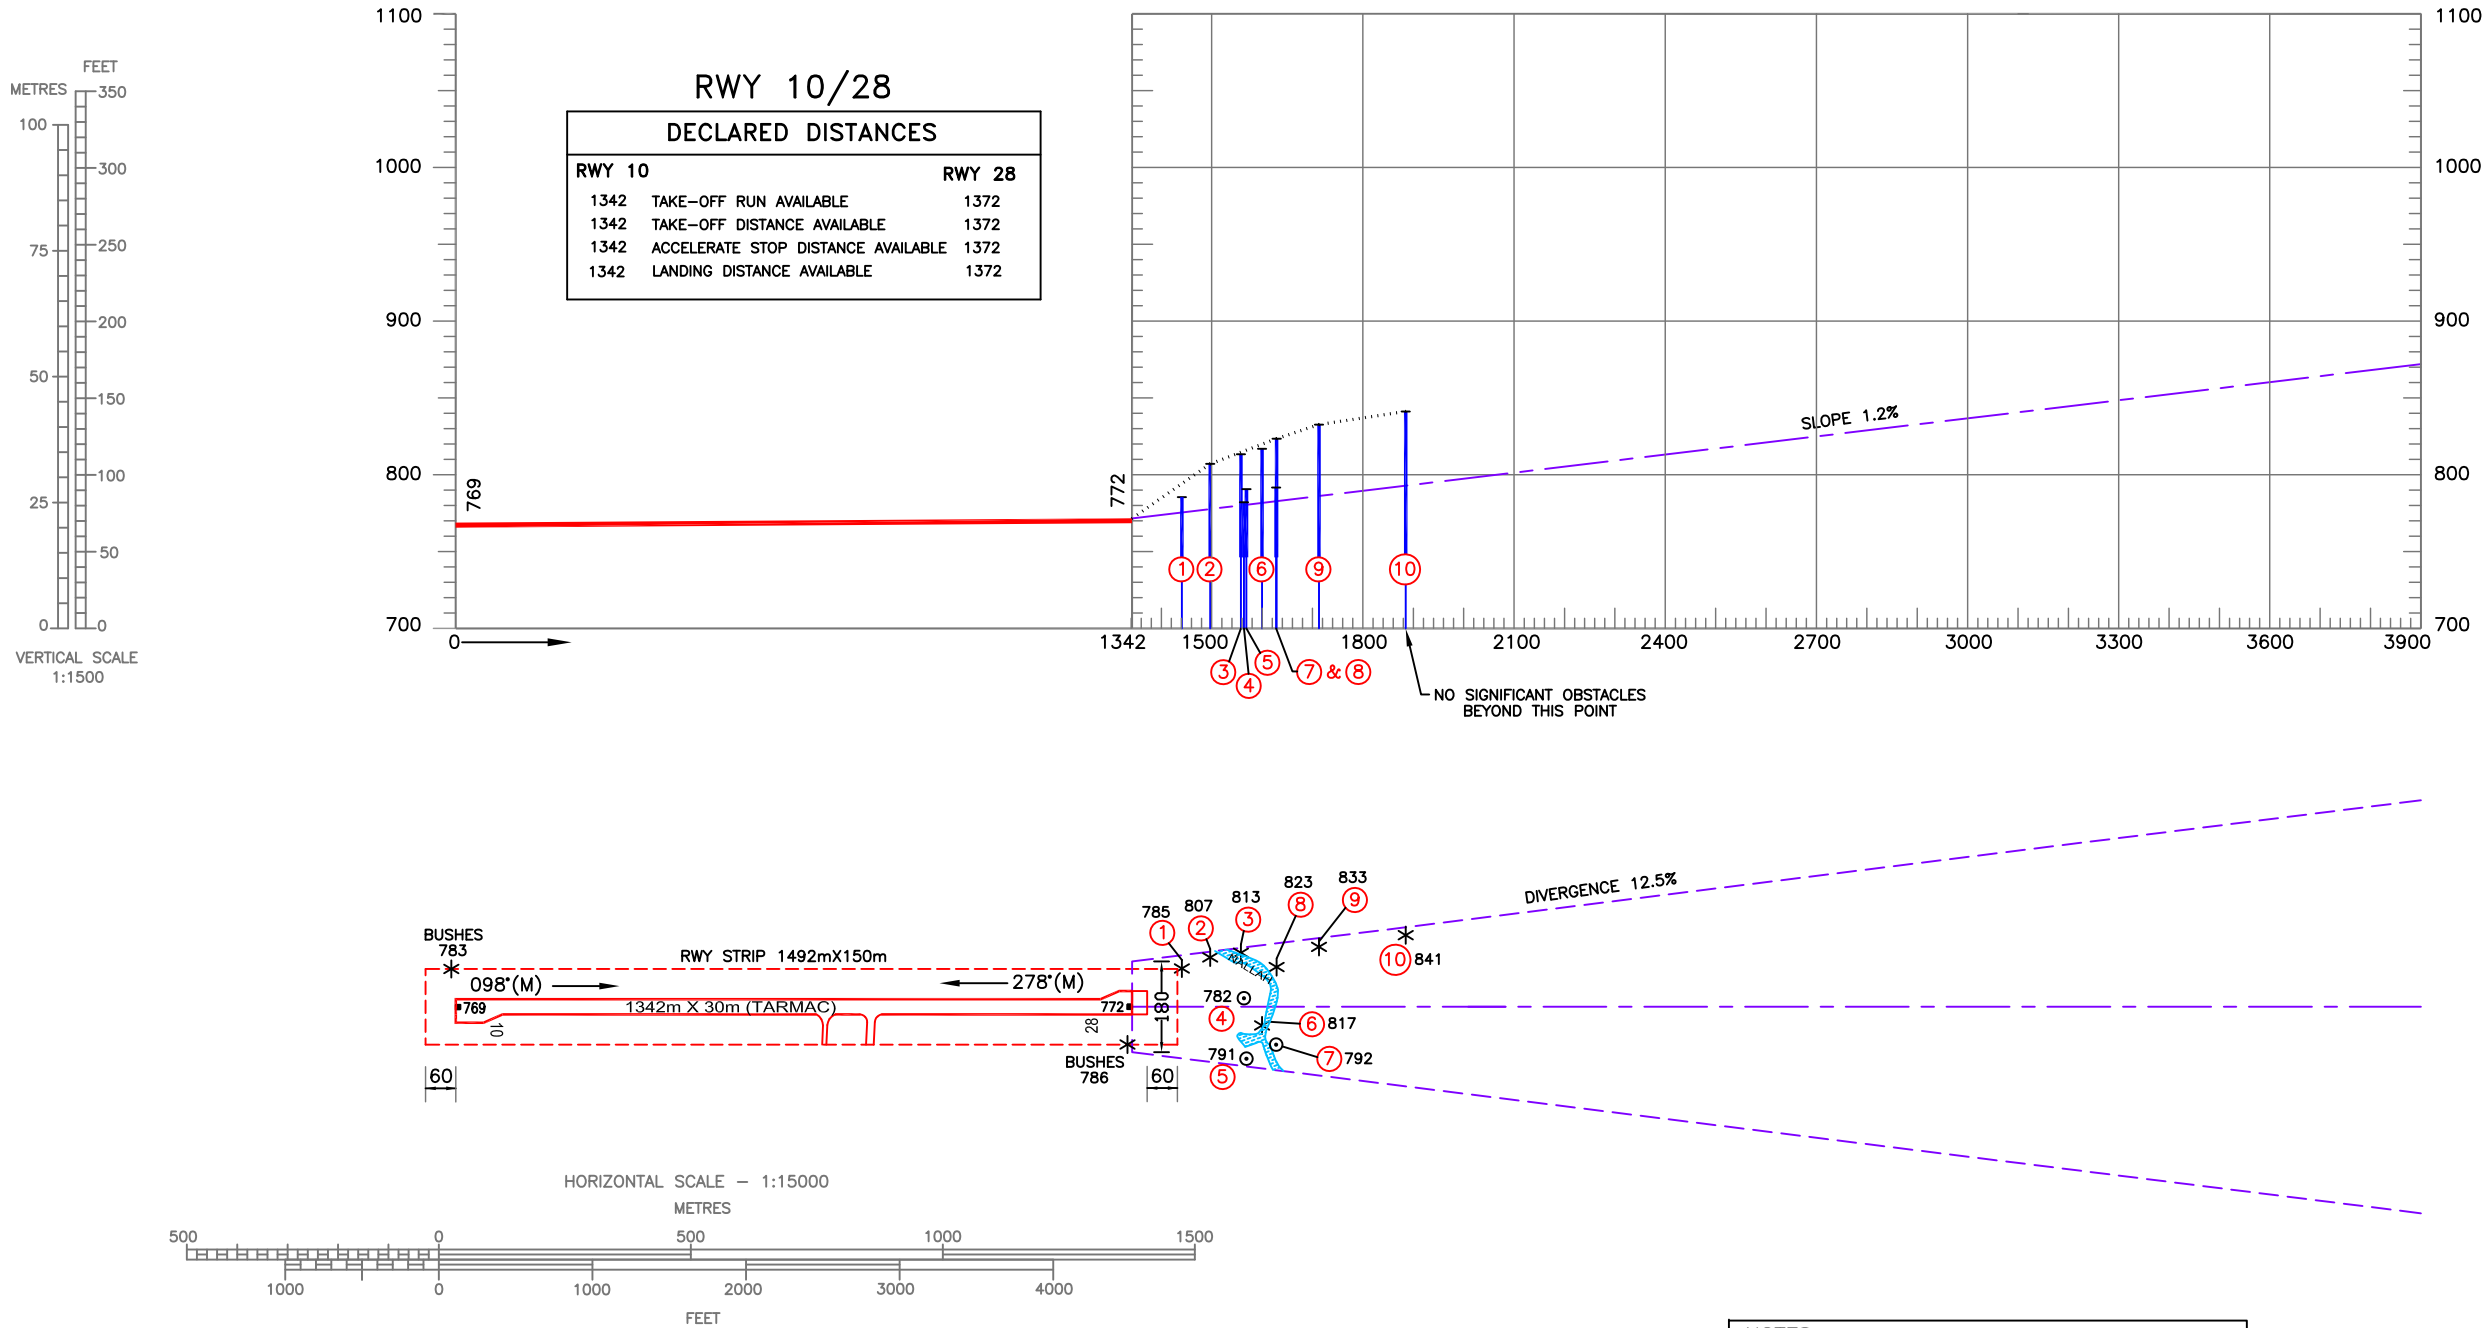 1100
1100
FEET
METRES
350
100
300
250
75
200
150
50
100
25
50
0
0
VERTICAL SCALE
1:1500
RWY 10/28
DECLARED DISTANCES
RWY 10 RWY 28
1342 TAKE-OFF RUN AVAILABLE 1372
1342 TAKE-OFF DISTANCE AVAILABLE 1372
1342 ACCELERATE STOP DISTANCE AVAILABLE 1372
1342 LANDING DISTANCE AVAILABLE 1372
1000
1000
900
900
SLOPE 1.2%
800
800
769
772
1 2 6 9 10
700
700
0 1342 1500 1800 2100 2400 2700 3000 3300 3600 3900
3 4 5 7 & 8
NO SIGNIFICANT OBSTACLES
BEYOND THIS POINT
DIVERGENCE 12.5%
785
1
807
2
813
3
823
8
833
9
10 841
BUSHES
783
RWY STRIP 1492mX150m
098°(M)
278°(M)
NALLAH
769
1342m X 30m (TARMAC)
772
180
10
28
782
4
6 817
791
5
7 792
BUSHES
786
60
60
HORIZONTAL SCALE - 1:15000
METRES
500 0 500 1000 1500
1000 0 1000 2000 3000 4000
FEET